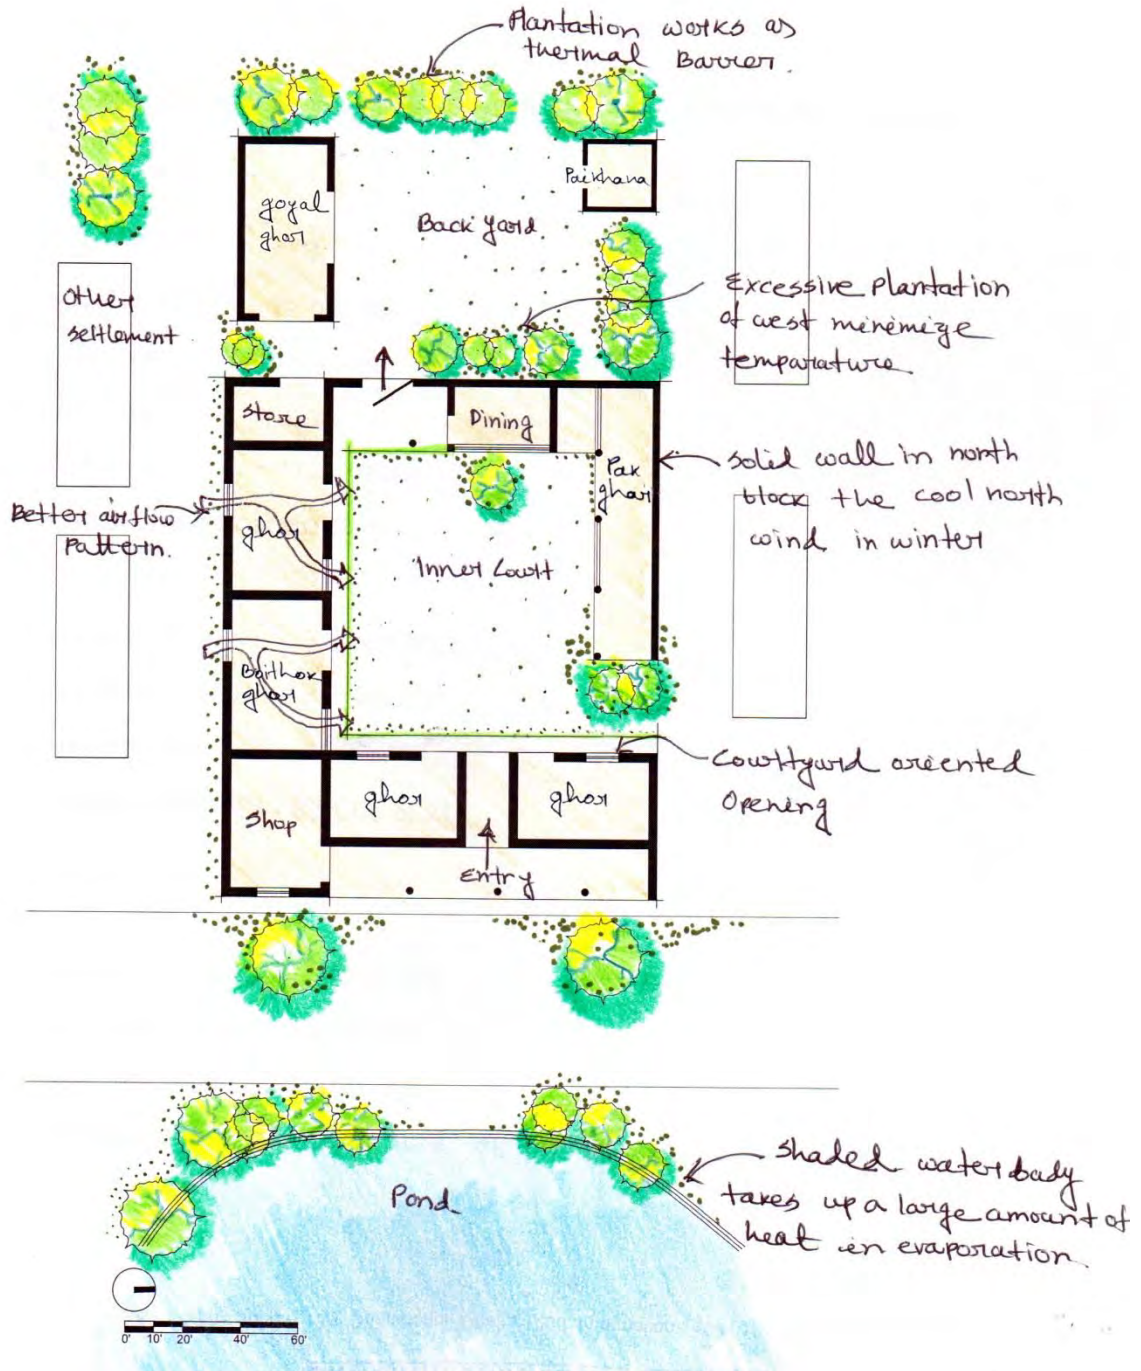 Plantation works as
thermal Barrier.
Paikhana
goyal
ghor
Back Yard
Excessive plantation
of west minimize
temparature
Other
settlement
Store
Dining
Pak
ghar
solid wall in north
block the cool north
wind in winter
Better airflow
Pattern.
ghor
Inner Court
Baithok
ghor
Courtyard oriented
Opening
ghor
ghor
Shop
Entry
Shaded water body
takes up a large amount of
heat in evaporation
Pond
0' 10' 20' 40' 60'